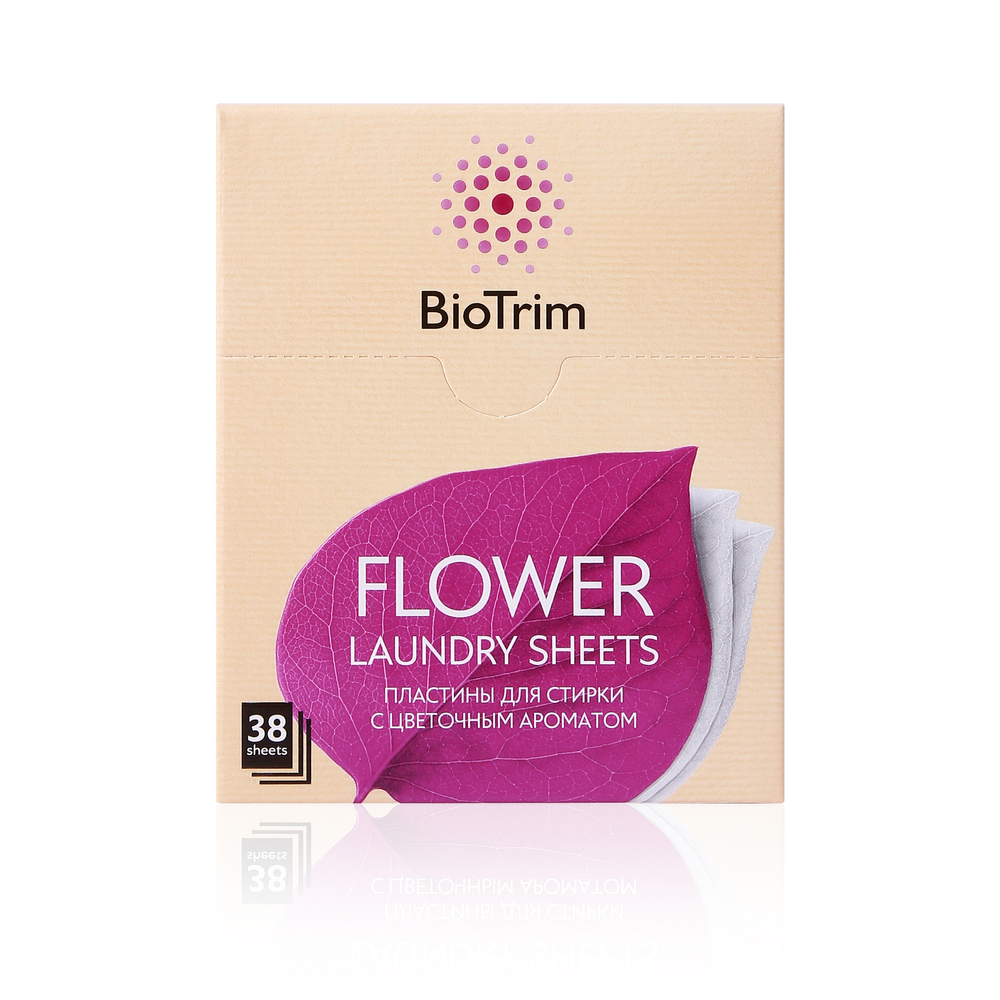 BioTrim
FLOWER
LAUNDRY SHEETS
ПЛАСТИНЫ ДЛЯ СТИРКИ
С ЦВЕТОЧНЫМ АРОМАТОМ
38
sheets